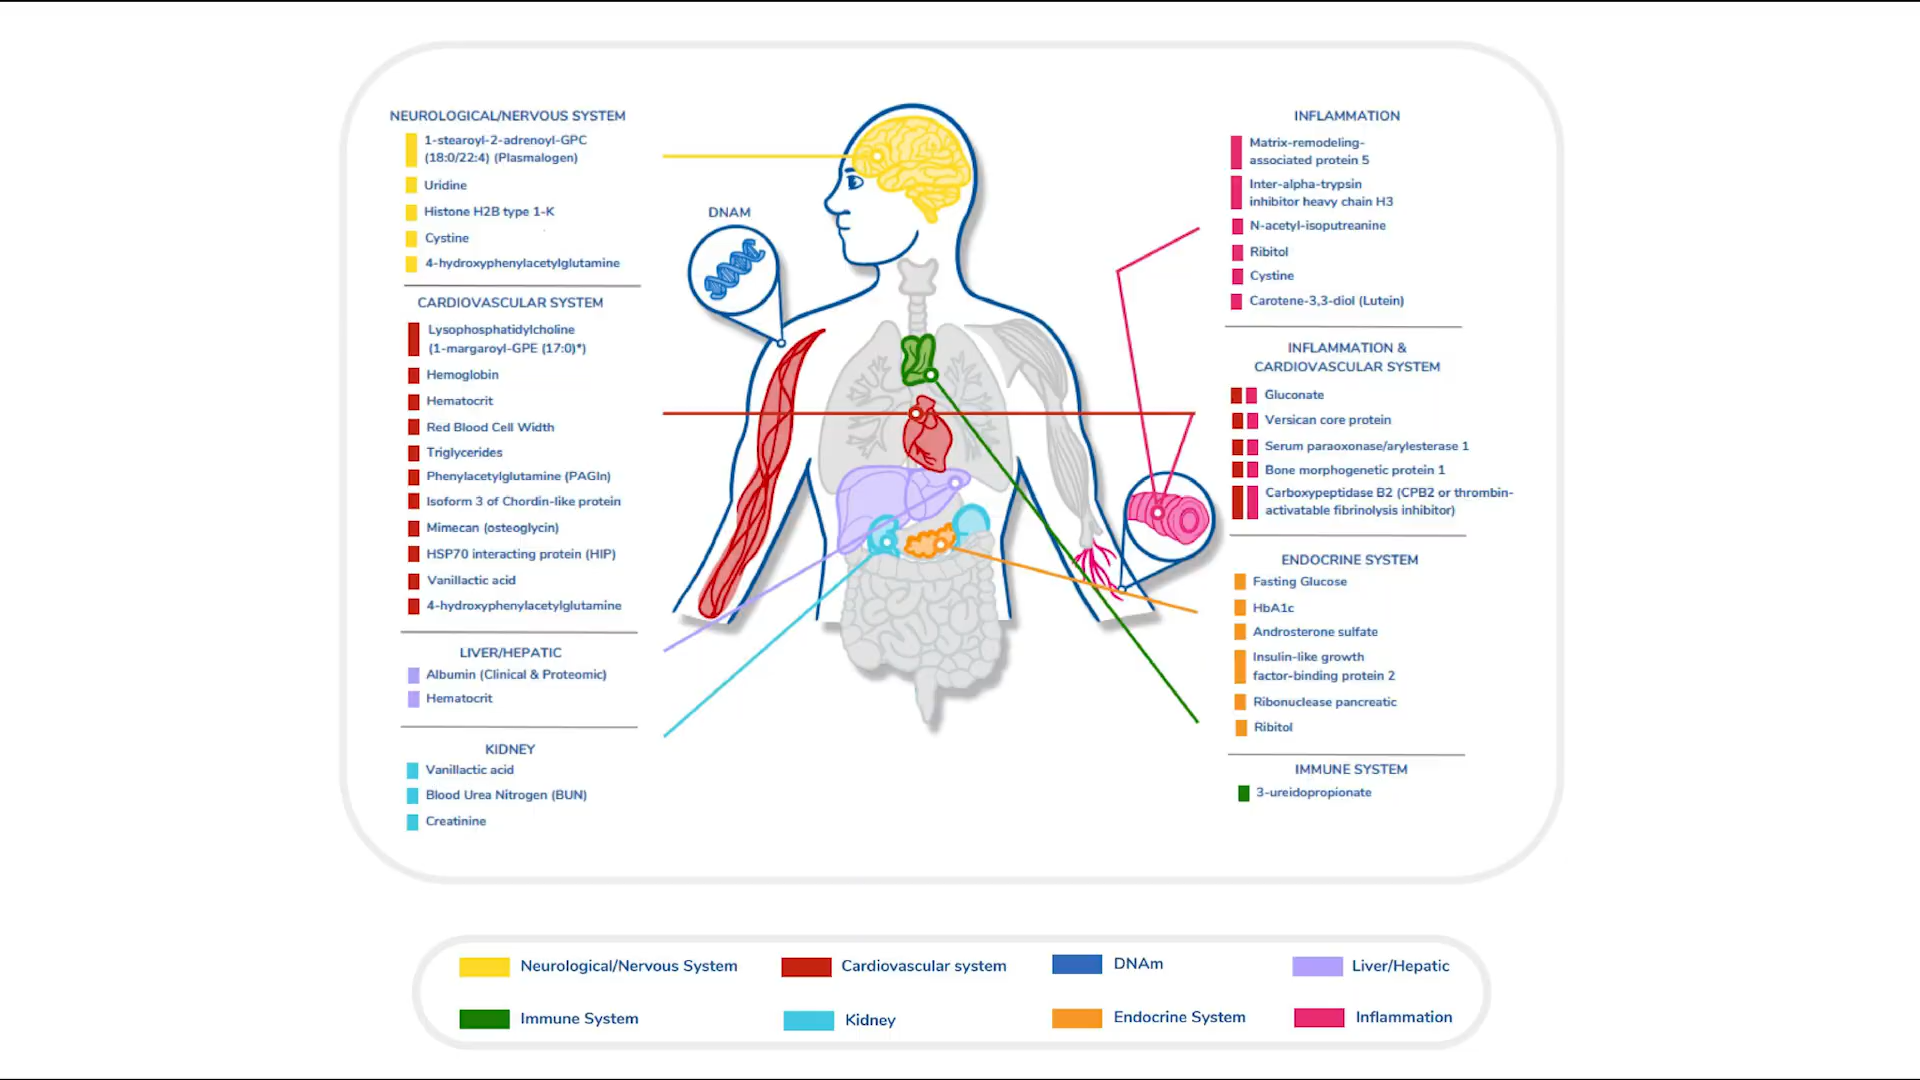 NEUROLOGICAL/NERVOUS SYSTEM
1-stearoyl-2-adrenoyl-GPC
(18:0/22:4) (Plasmalogen)
Uridine
Histone H2B type 1-K
Cystine
4-hydroxyphenylacetylglutamine
CARDIOVASCULAR SYSTEM
Lysophosphatidylcholine
(1-margaroyl-GPE (17:0)*)
Hemoglobin
Hematocrit
Red Blood Cell Width
Triglycerides
Phenylacetylglutamine (PAGln)
Isoform 3 of Chordin-like protein
Mimecan (osteoglycin)
HSP70 interacting protein (HIP)
Vanillactic acid
4-hydroxyphenylacetylglutamine
LIVER/HEPATIC
Albumin (Clinical & Proteomic)
Hematocrit
KIDNEY
Vanillactic acid
Blood Urea Nitrogen (BUN)
Creatinine
DNAM
INFLAMMATION
Matrix-remodeling-
associated protein 5
Inter-alpha-trypsin
inhibitor heavy chain H3
N-acetyl-isoputreanine
Ribitol
Cystine
Carotene-3,3-diol (Lutein)
INFLAMMATION &
CARDIOVASCULAR SYSTEM
Gluconate
Versican core protein
Serum paraoxonase/arylesterase 1
Bone morphogenetic protein 1
Carboxypeptidase B2 (CPB2 or thrombin-
activatable fibrinolysis inhibitor)
ENDOCRINE SYSTEM
Fasting Glucose
HbA1c
Androsterone sulfate
Insulin-like growth
factor-binding protein 2
Ribonuclease pancreatic
Ribitol
IMMUNE SYSTEM
3-ureidopropionate
Neurological/Nervous System
Cardiovascular system
DNAm
Liver/Hepatic
Immune System
Kidney
Endocrine System
Inflammation